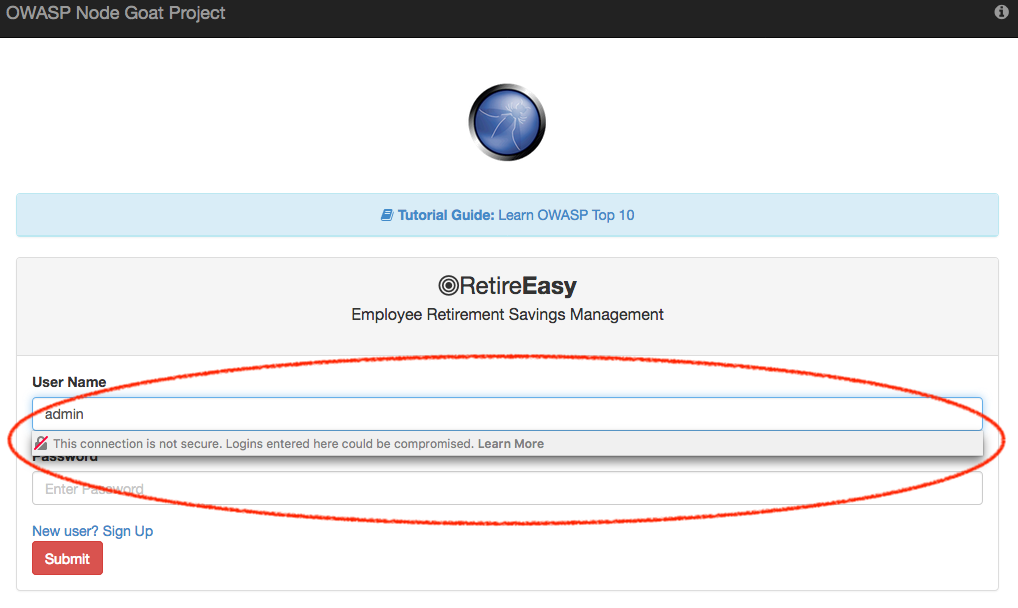 OWASP Node Goat Project
Tutorial Guide: Learn OWASP Top 10
RetireEasy
Employee Retirement Savings Management
User Name
admin
This connection is not secure. Logins entered here could be compromised. Learn More
Password
Enter Password
New user? Sign Up
Submit